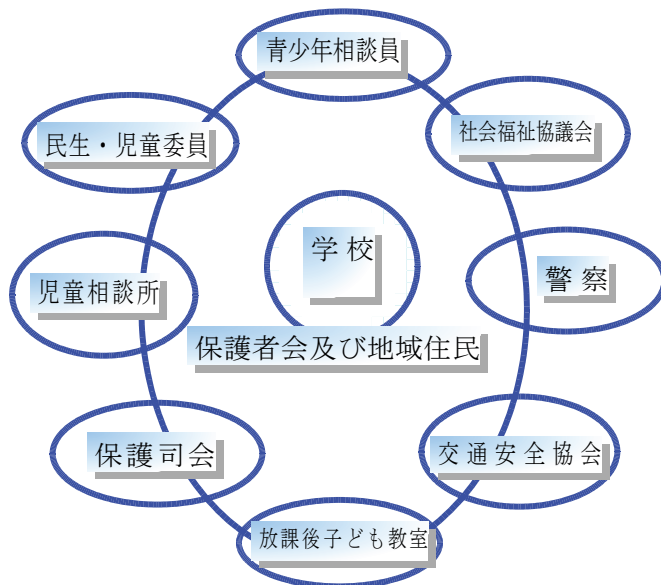 青少年相談員
民生・児童委員
社会福祉協議会
学校
児童相談所
警察
保護者会及び地域住民
保護司会
交通安全協会
放課後子ども教室